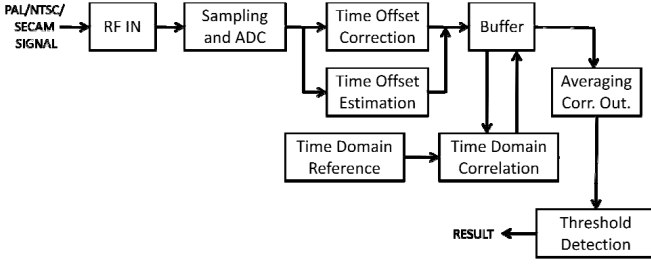 PAL/NTSC/
SECAM
SIGNAL
RF IN
Sampling
and ADC
Time Offset
Correction
Time Offset
Estimation
Buffer
Averaging
Corr. Out.
Time Domain
Reference
Time Domain
Correlation
Threshold
Detection
RESULT